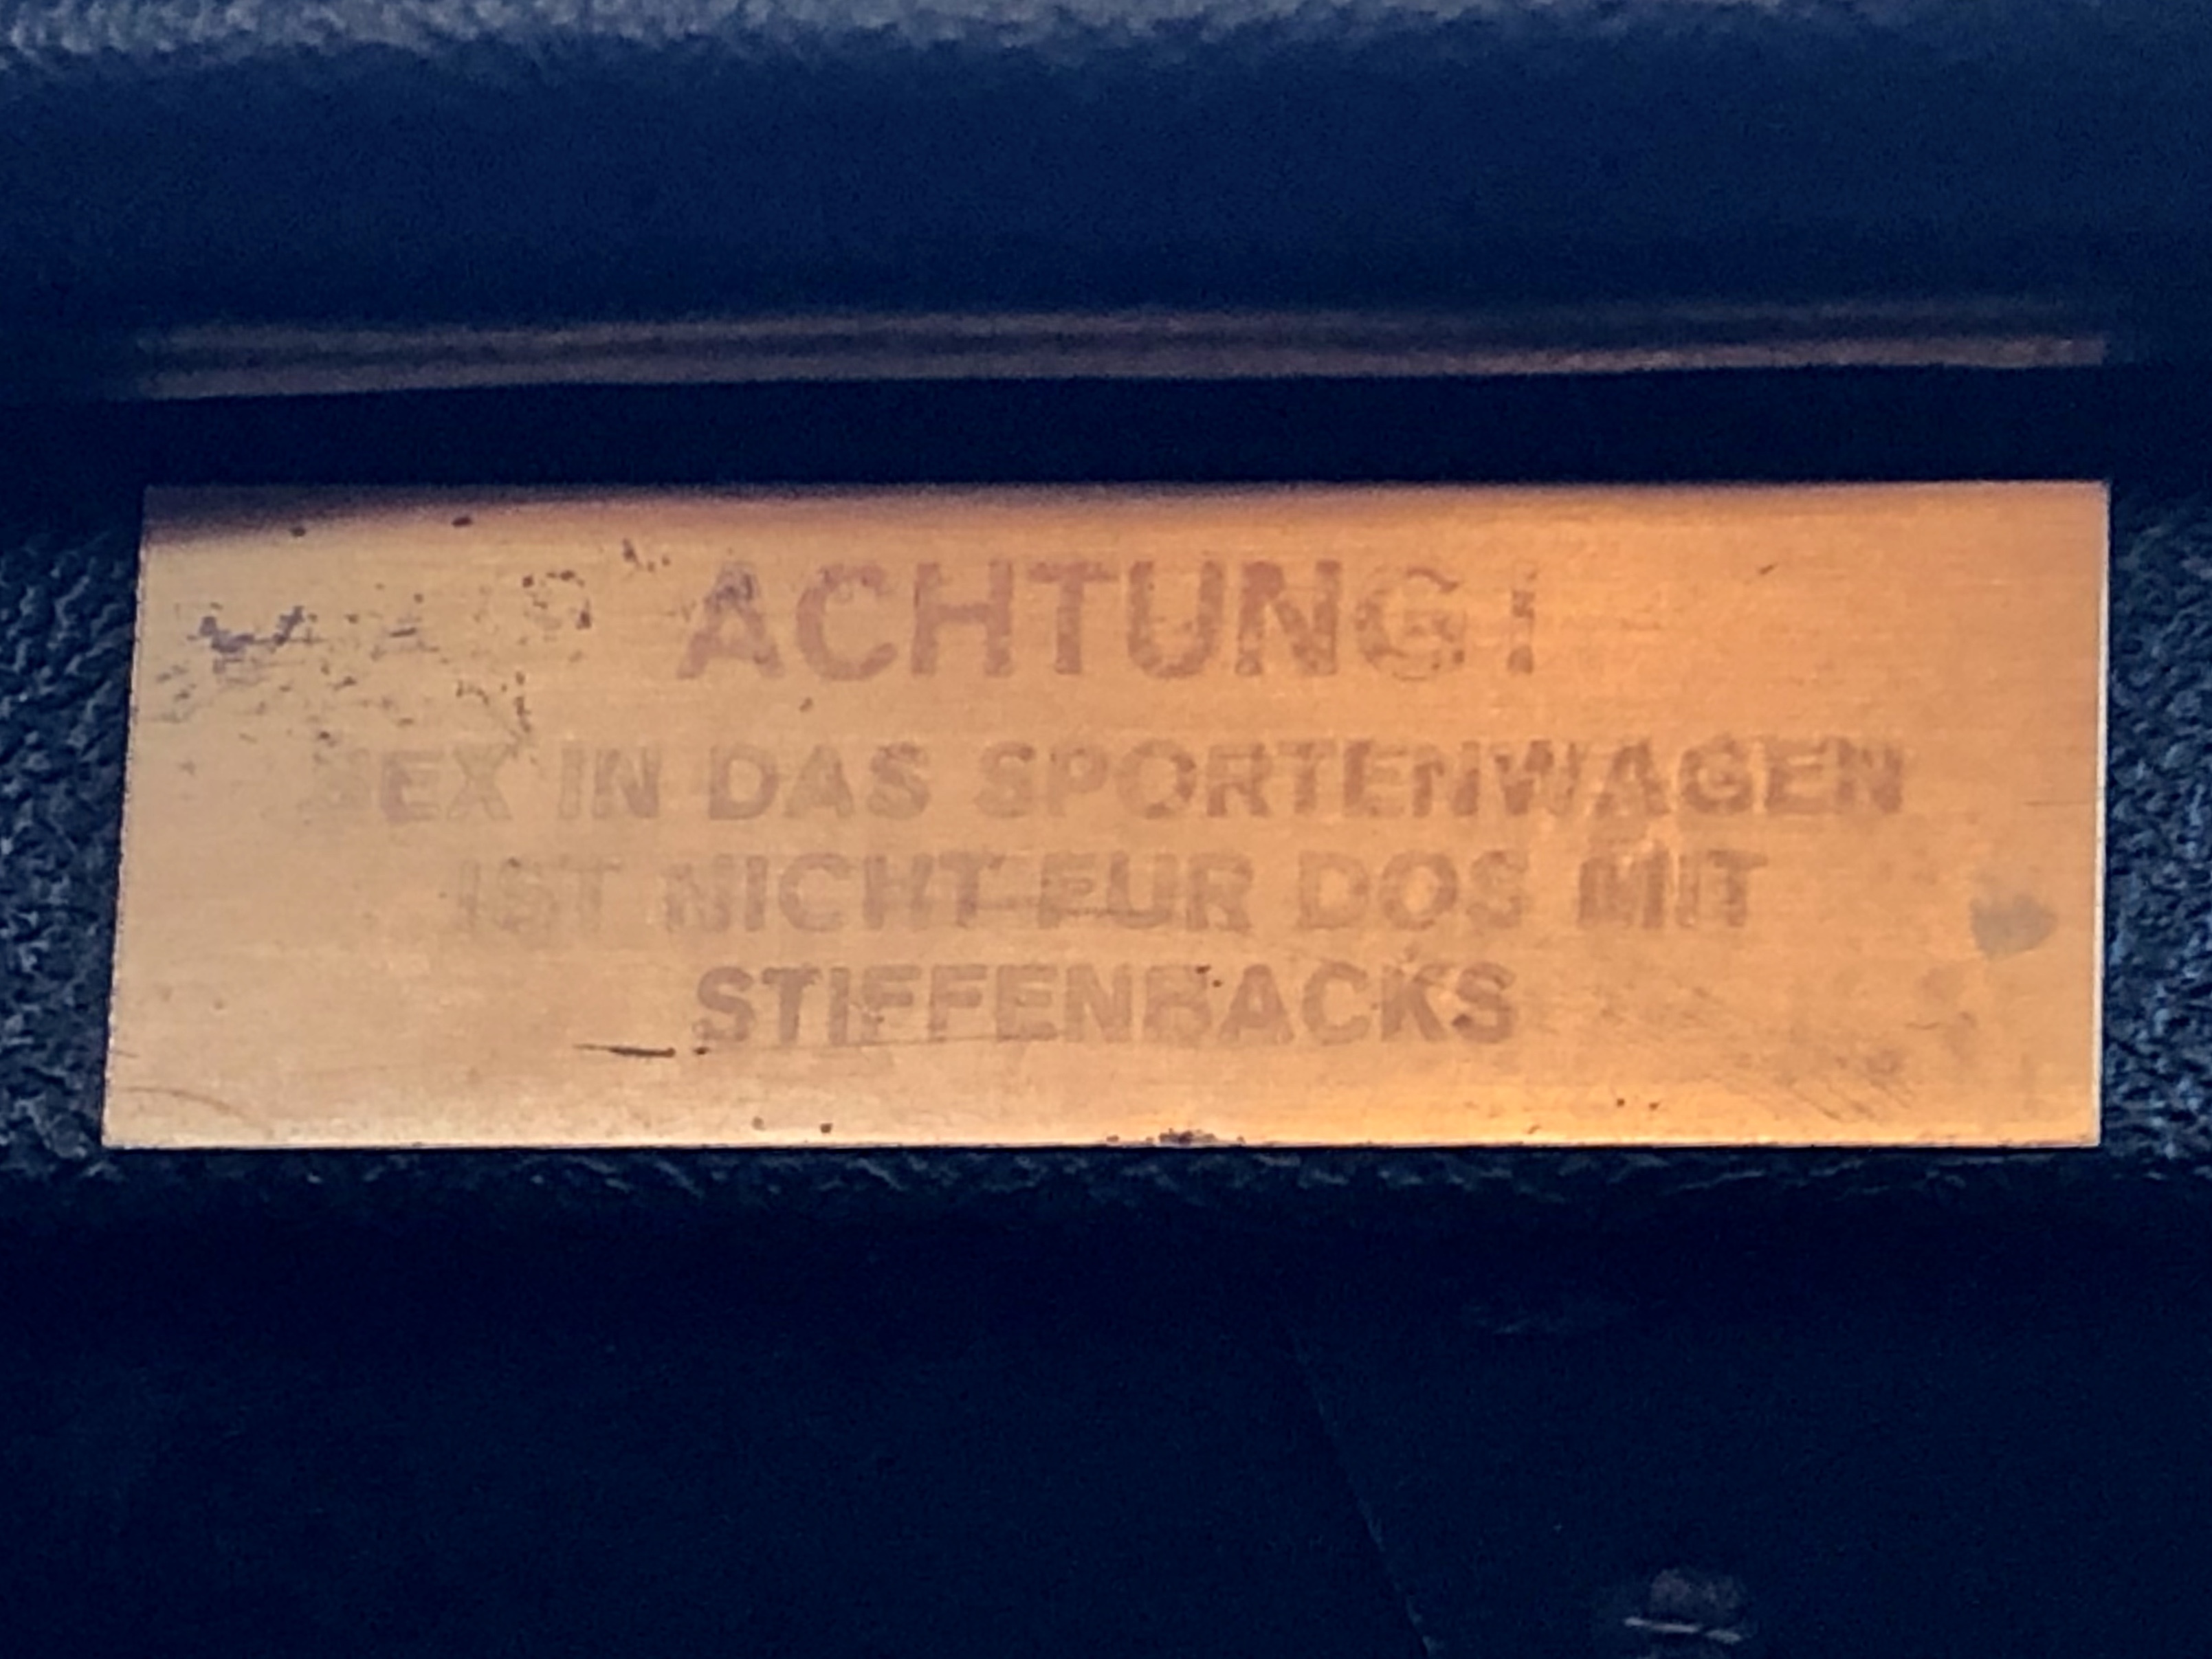 ACHTUNG!
SEX IN DAS SPORTENWAGEN
IST NICHT FUR DOS MIT
STIFFENBACKS